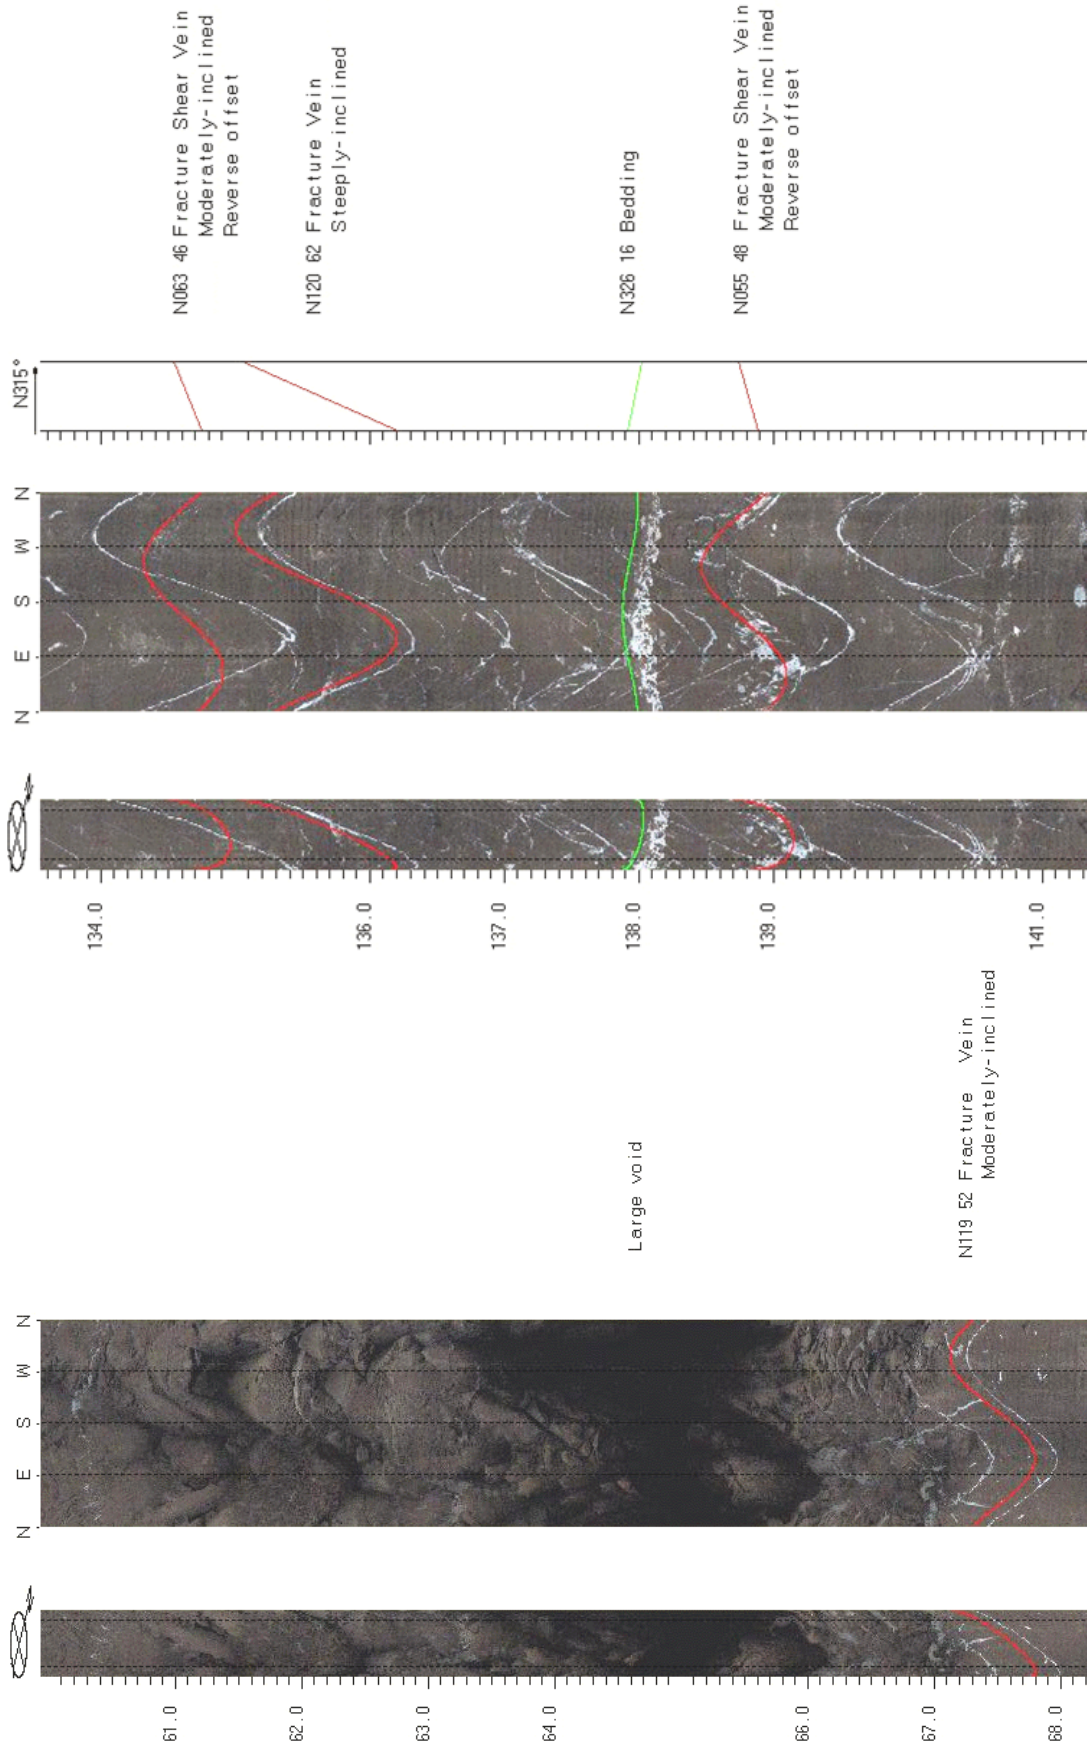 N315°
N
W
S
E
N
134.0
136.0
137.0
138.0
139.0
141.0
N063 46 Fracture Shear Vein
Moderately-inclined
Reverse offset
N120 62 Fracture Vein
Steeply-inclined
N326 16 Bedding
N055 48 Fracture Shear Vein
Moderately-inclined
Reverse offset
N
W
S
E
N
61.0
62.0
63.0
64.0
66.0
67.0
68.0
Large void
N119 52 Fracture Vein
Moderately-inclined